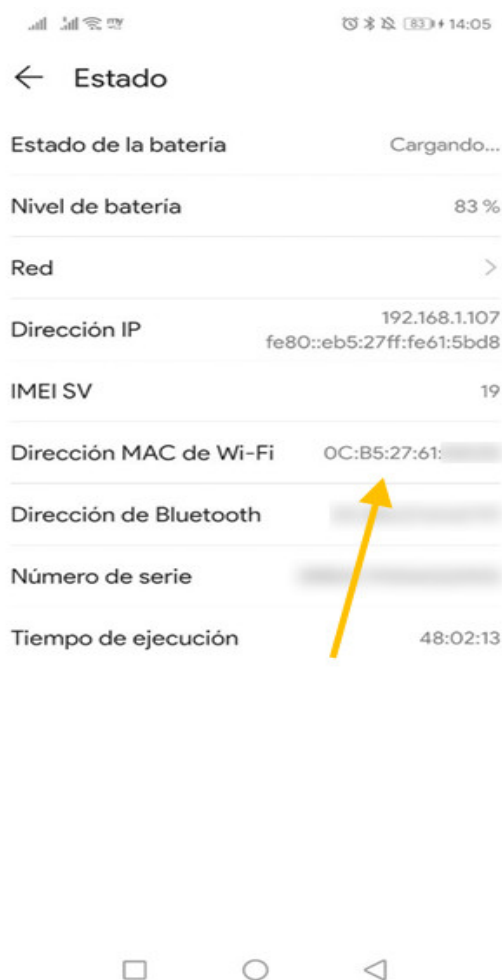 83 14:05
Estado
Estado de la batería Cargando...
Nivel de batería 83 %
Red
Dirección IP 192.168.1.107
fe80::eb5:27ff:fe61:5bd8
IMEI SV 19
Dirección MAC de Wi-Fi 0C:B5:27:61:
Dirección de Bluetooth
Número de serie
Tiempo de ejecución 48:02:13